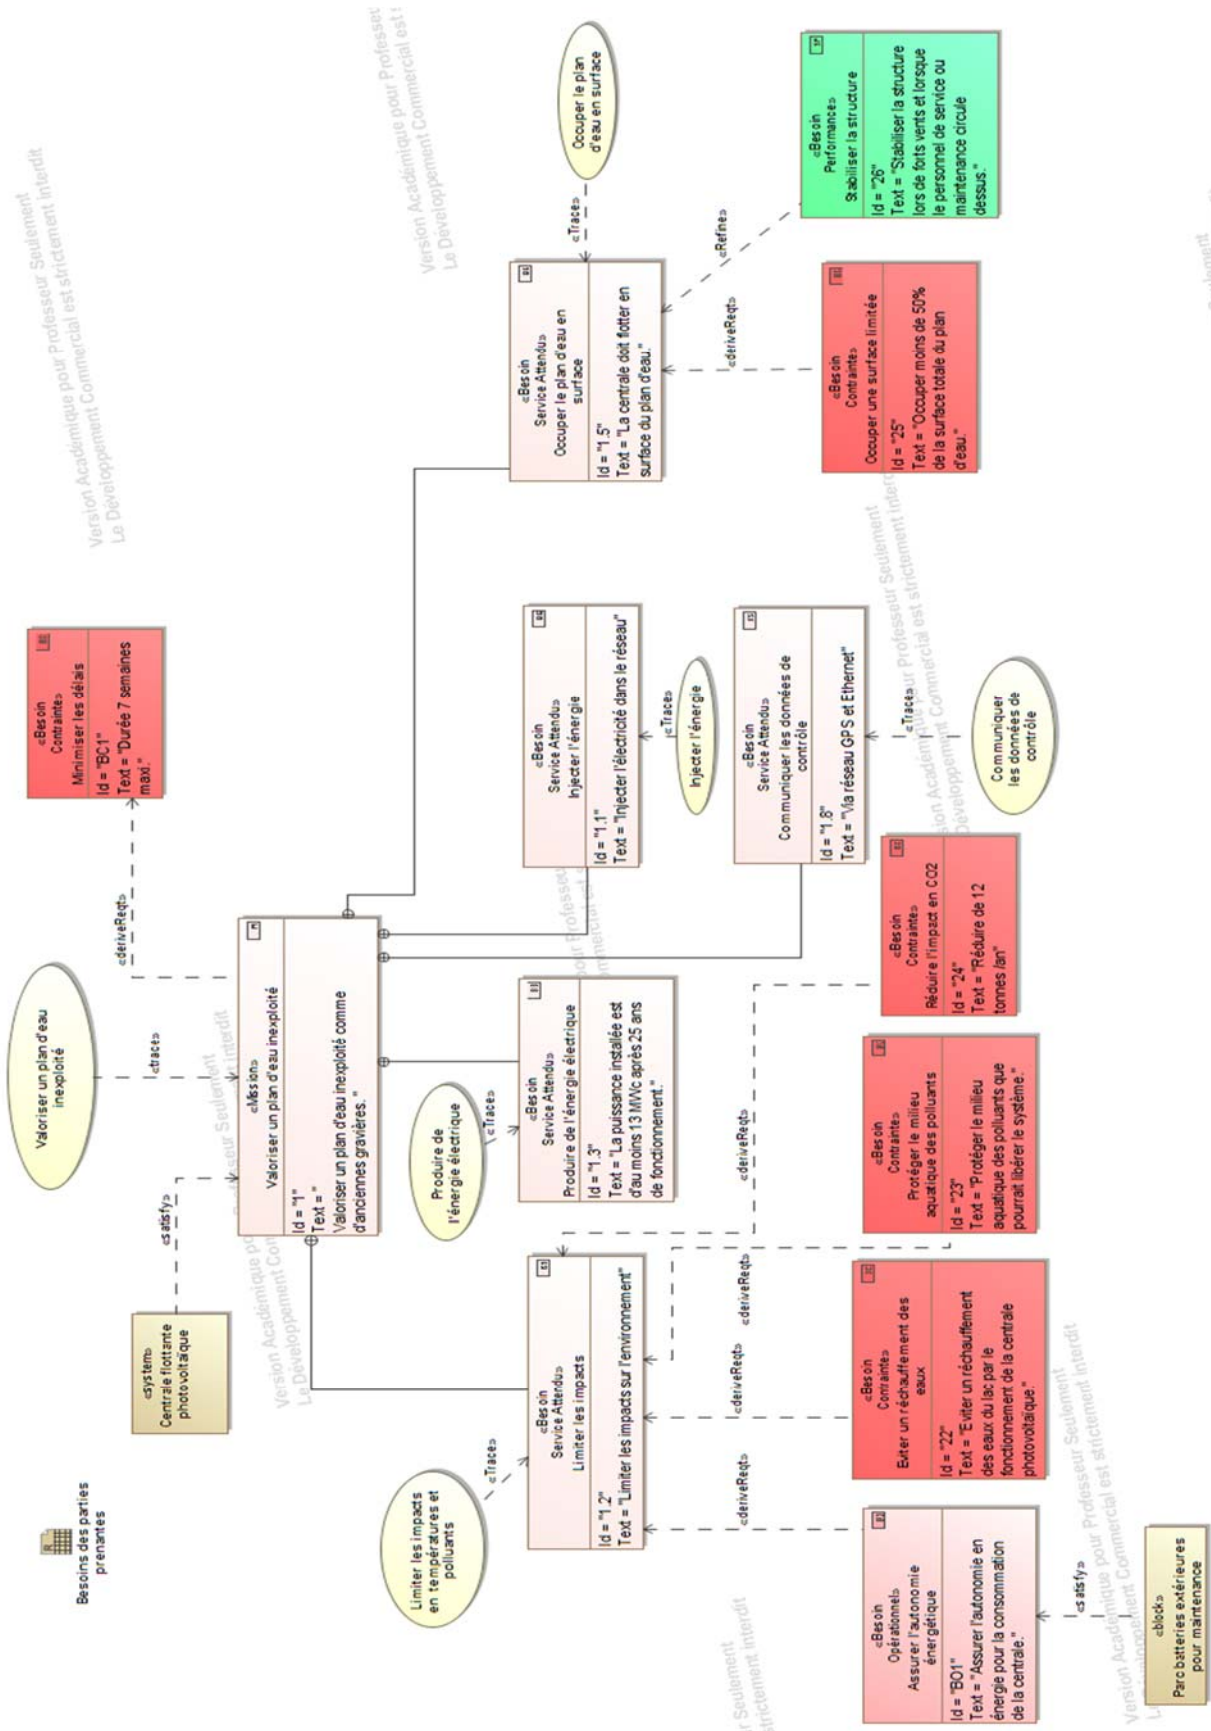 Besoins des parties
prenantes
«system»
Centrale flottante
photovoltaïque
«satisfy»
Valoriser un plan d'eau
inexploité
«trace»
«deriveReqt»
«Besoin
Contrainte»
Minimiser les délais
Id = "BC1"
Text = "Durée 7 semaines
maxi."
«Mission»
Valoriser un plan d'eau inexploité
Id = "1"
Text = "
Valoriser un plan d'eau inexploité comme
d'anciennes gravières. "
Limiter les impacts
en températures et
polluants
«Trace»
«Besoin
Service Attendu»
Limiter les impacts
Id = "1.2"
Text = "Limiter les impacts sur l'environnement"
Produire de
l'énergie électrique
«Trace»
«Besoin
Service Attendu»
Produire de l'énergie électrique
Id = "1.3"
Text = "La puissance installée est
d'au moins 13 MWc après 25 ans
de fonctionnement."
«Besoin
Service Attendu»
Injecter l'énergie
Id = "1.1"
Text = "Injecter l'électricité dans le réseau"
«Trace»
Injecter l'énergie
«Besoin
Service Attendu»
Communiquer les données de
contrôle
Id = "1.8"
Text = "Via réseau GPS et Ethernet"
«Trace»
Communiquer
les données de
contrôle
«Besoin
Service Attendu»
Occuper le plan d'eau en
surface
Id = "1.5"
Text = "La centrale doit flotter en
surface du plan d'eau."
«Trace»
Occuper le plan
d'eau en surface
«deriveReqt»
«Refine»
«Besoin
Contrainte»
Occuper une surface limitée
Id = "25"
Text = "Occuper moins de 50%
de la surface totale du plan
d'eau."
«Besoin
Performance»
Stabiliser la structure
Id = "26"
Text = "Stabiliser la structure
lors de forts vents et lorsque
le personnel de service ou
maintenance circule
dessus."
«deriveReqt»
«deriveReqt»
«deriveReqt»
«deriveReqt»
«Besoin
Opérationnel»
Assurer l'autonomie
énergétique
Id = "BO1"
Text = "Assurer l'autonomie en
énergie pour la consommation
de la centrale."
«satisfy»
«block»
Parc batteries extérieures
pour maintenance
«Besoin
Contrainte»
Eviter un réchauffement des
eaux
Id = "22"
Text = "Eviter un réchauffement
des eaux du lac par le
fonctionnement de la centrale
photovoltaïque."
«Besoin
Contrainte»
Protéger le milieu
aquatique des polluants
Id = "23"
Text = "Protéger le milieu
aquatique des polluants que
pourrait libérer le système."
«Besoin
Contrainte»
Réduire l'impact en CO2
Id = "24"
Text = "Réduire de 12
tonnes /an"
Version Académique pour Professeur Seulement
Le Développement Commercial est strictement interdit